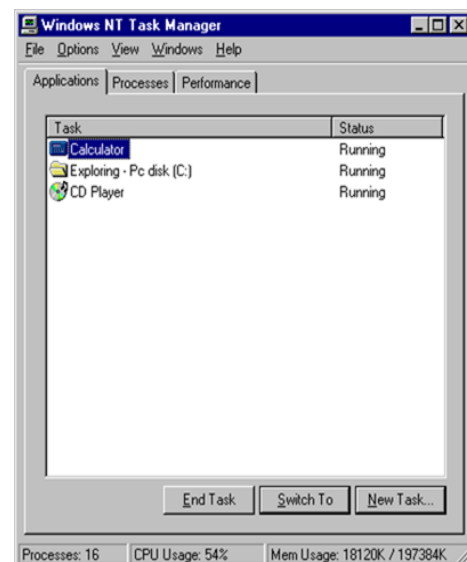 Windows NT Task Manager
File Options View Windows Help
Applications Processes Performance
Task Status
Calculator Running
Exploring - Pc disk (C:) Running
CD Player Running
End Task Switch To New Task...
Processes: 16 CPU Usage: 54% Mem Usage: 18120K / 197384K